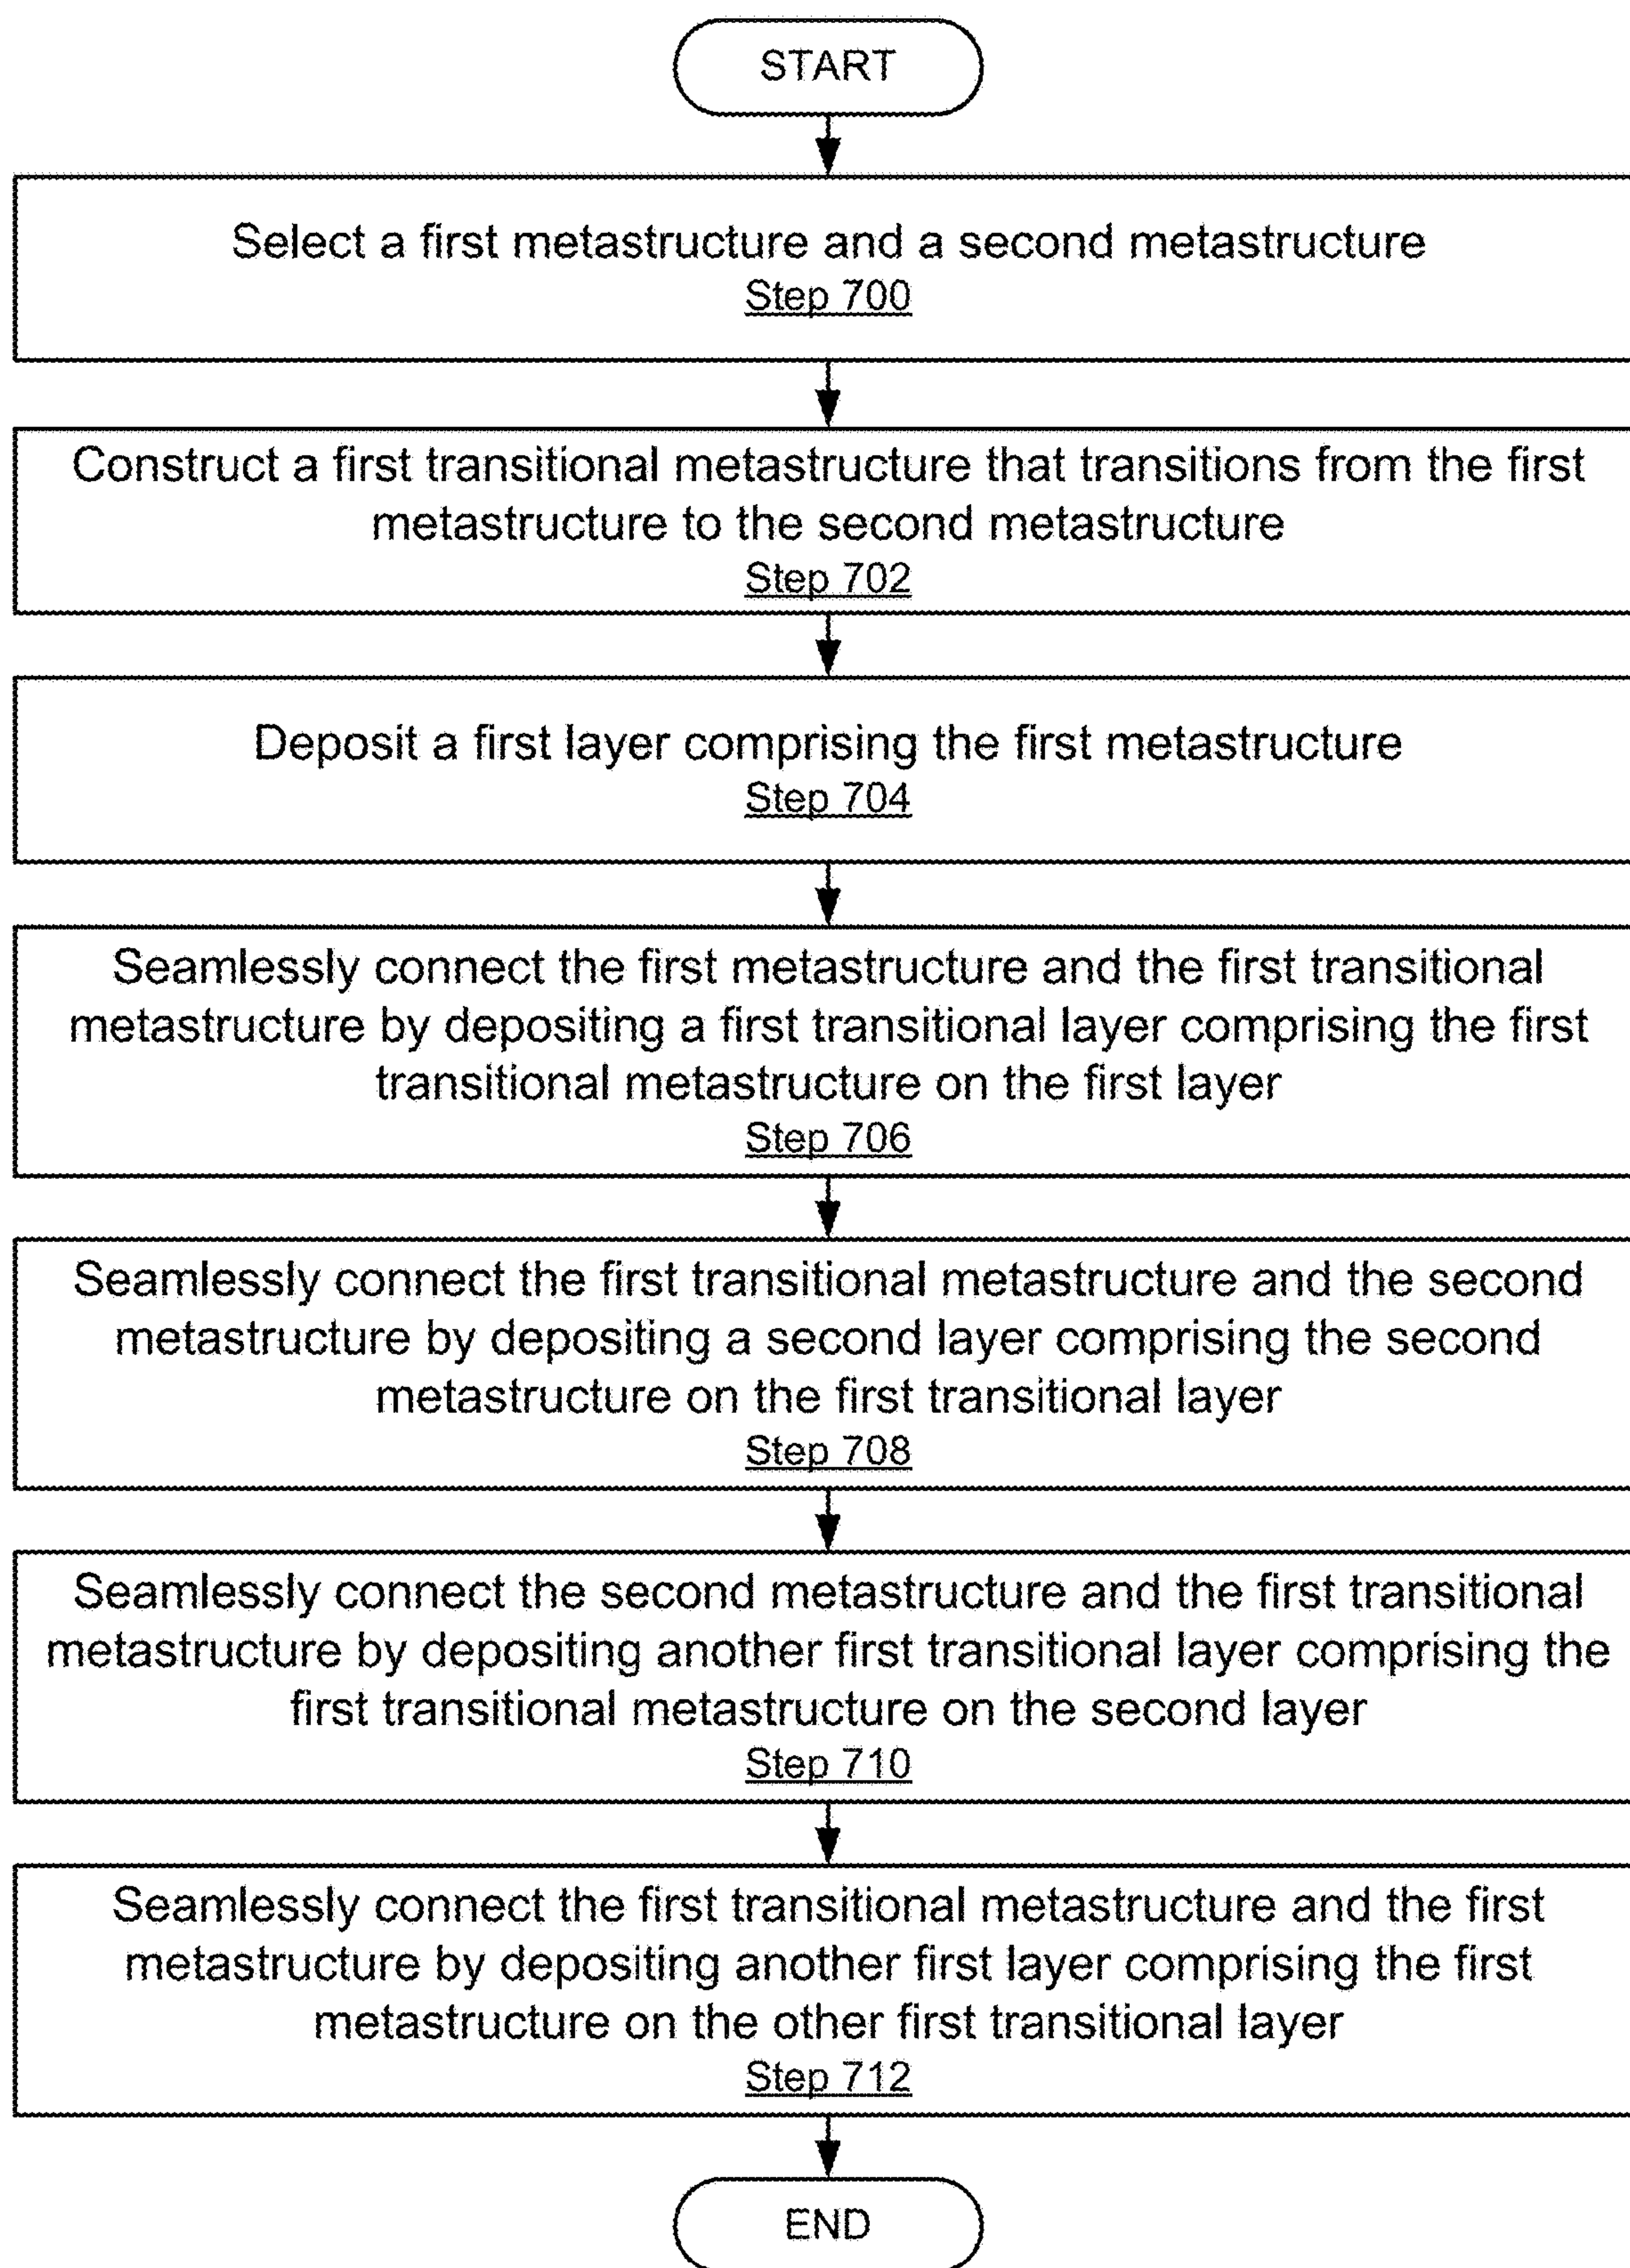 START
Select a first metastructure and a second metastructure
Step 700
Construct a first transitional metastructure that transitions from the first
metastructure to the second metastructure
Step 702
Deposit a first layer comprising the first metastructure
Step 704
Seamlessly connect the first metastructure and the first transitional
metastructure by depositing a first transitional layer comprising the first
transitional metastructure on the first layer
Step 706
Seamlessly connect the first transitional metastructure and the second
metastructure by depositing a second layer comprising the second
metastructure on the first transitional layer
Step 708
Seamlessly connect the second metastructure and the first transitional
metastructure by depositing another first transitional layer comprising the
first transitional metastructure on the second layer
Step 710
Seamlessly connect the first transitional metastructure and the first
metastructure by depositing another first layer comprising the first
metastructure on the other first transitional layer
Step 712
END